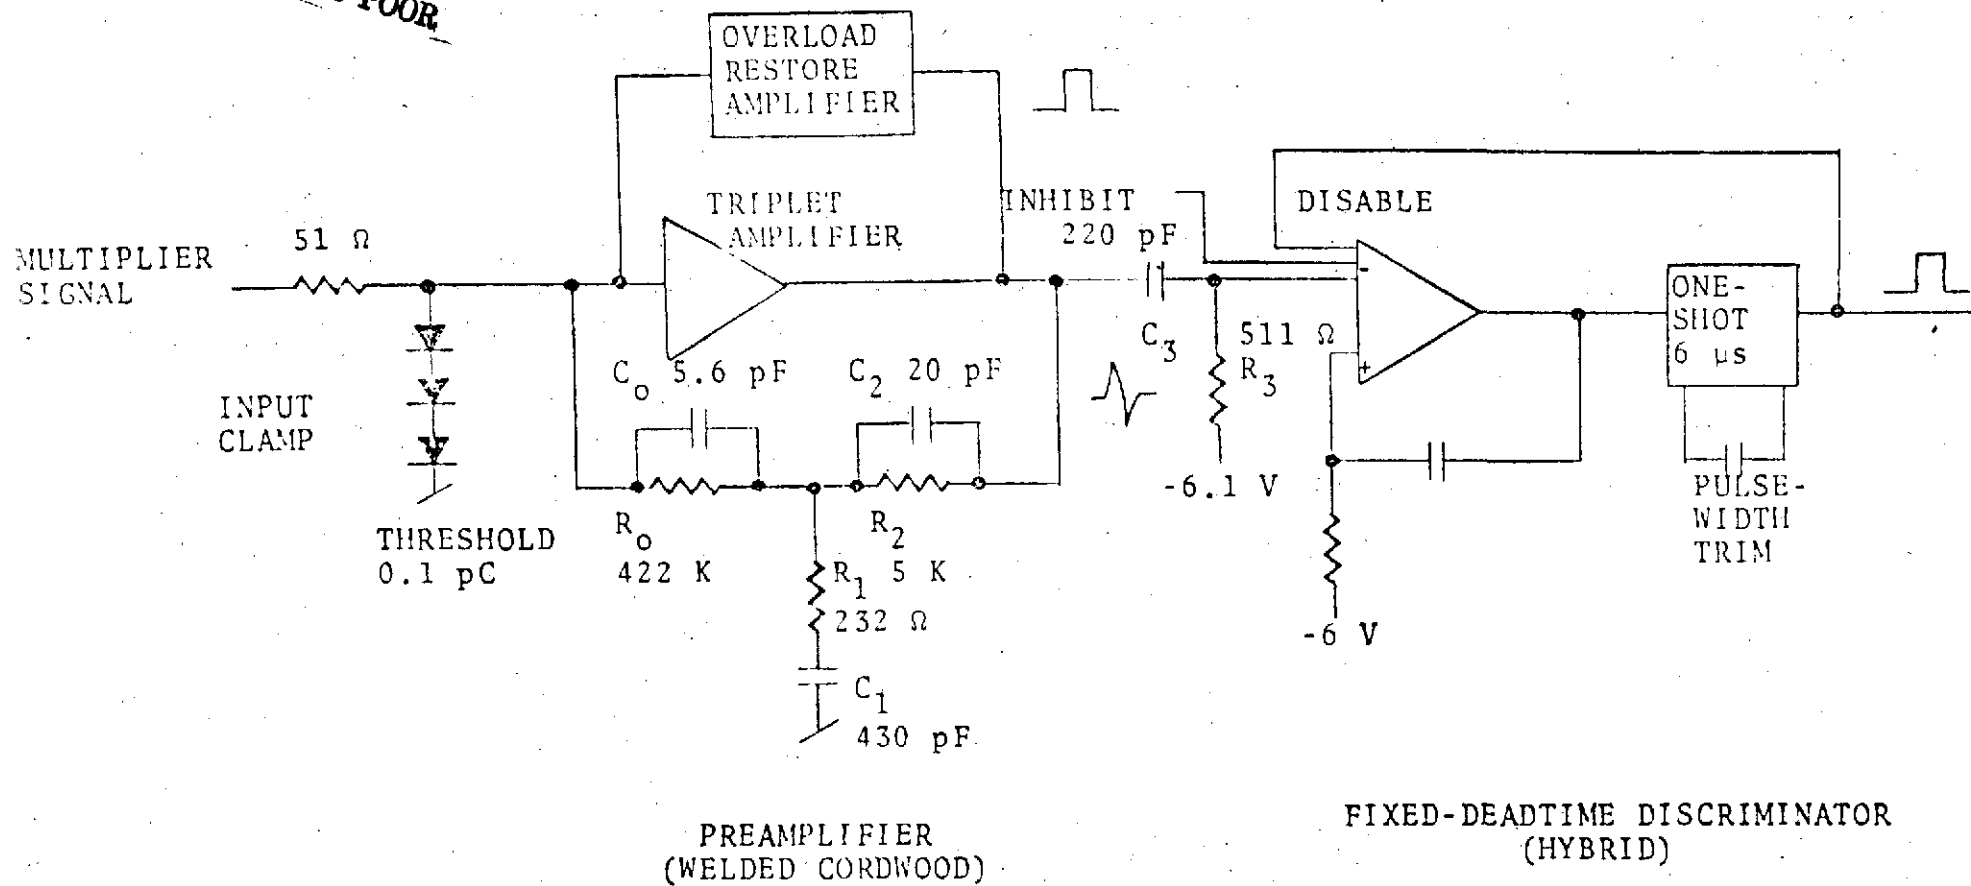 POOR
OVERLOAD
RESTORE
AMPLIFIER
TRIPLET
AMPLIFIER
INHIBIT
220 pF
DISABLE
51 Ω
MULTIPLIER
SIGNAL
-
ONE-
SHOT
6 μs
C3
511 Ω
R3
Co 5.6 pF
C2 20 pF
+
INPUT
CLAMP
-6.1 V
PULSE-
WIDTH
TRIM
THRESHOLD
0.1 pC
Ro
422 K
R2
R1 5 K
232 Ω
-6 V
C1
430 pF
PREAMPLIFIER
(WELDED CORDWOOD)
FIXED-DEADTIME DISCRIMINATOR
(HYBRID)